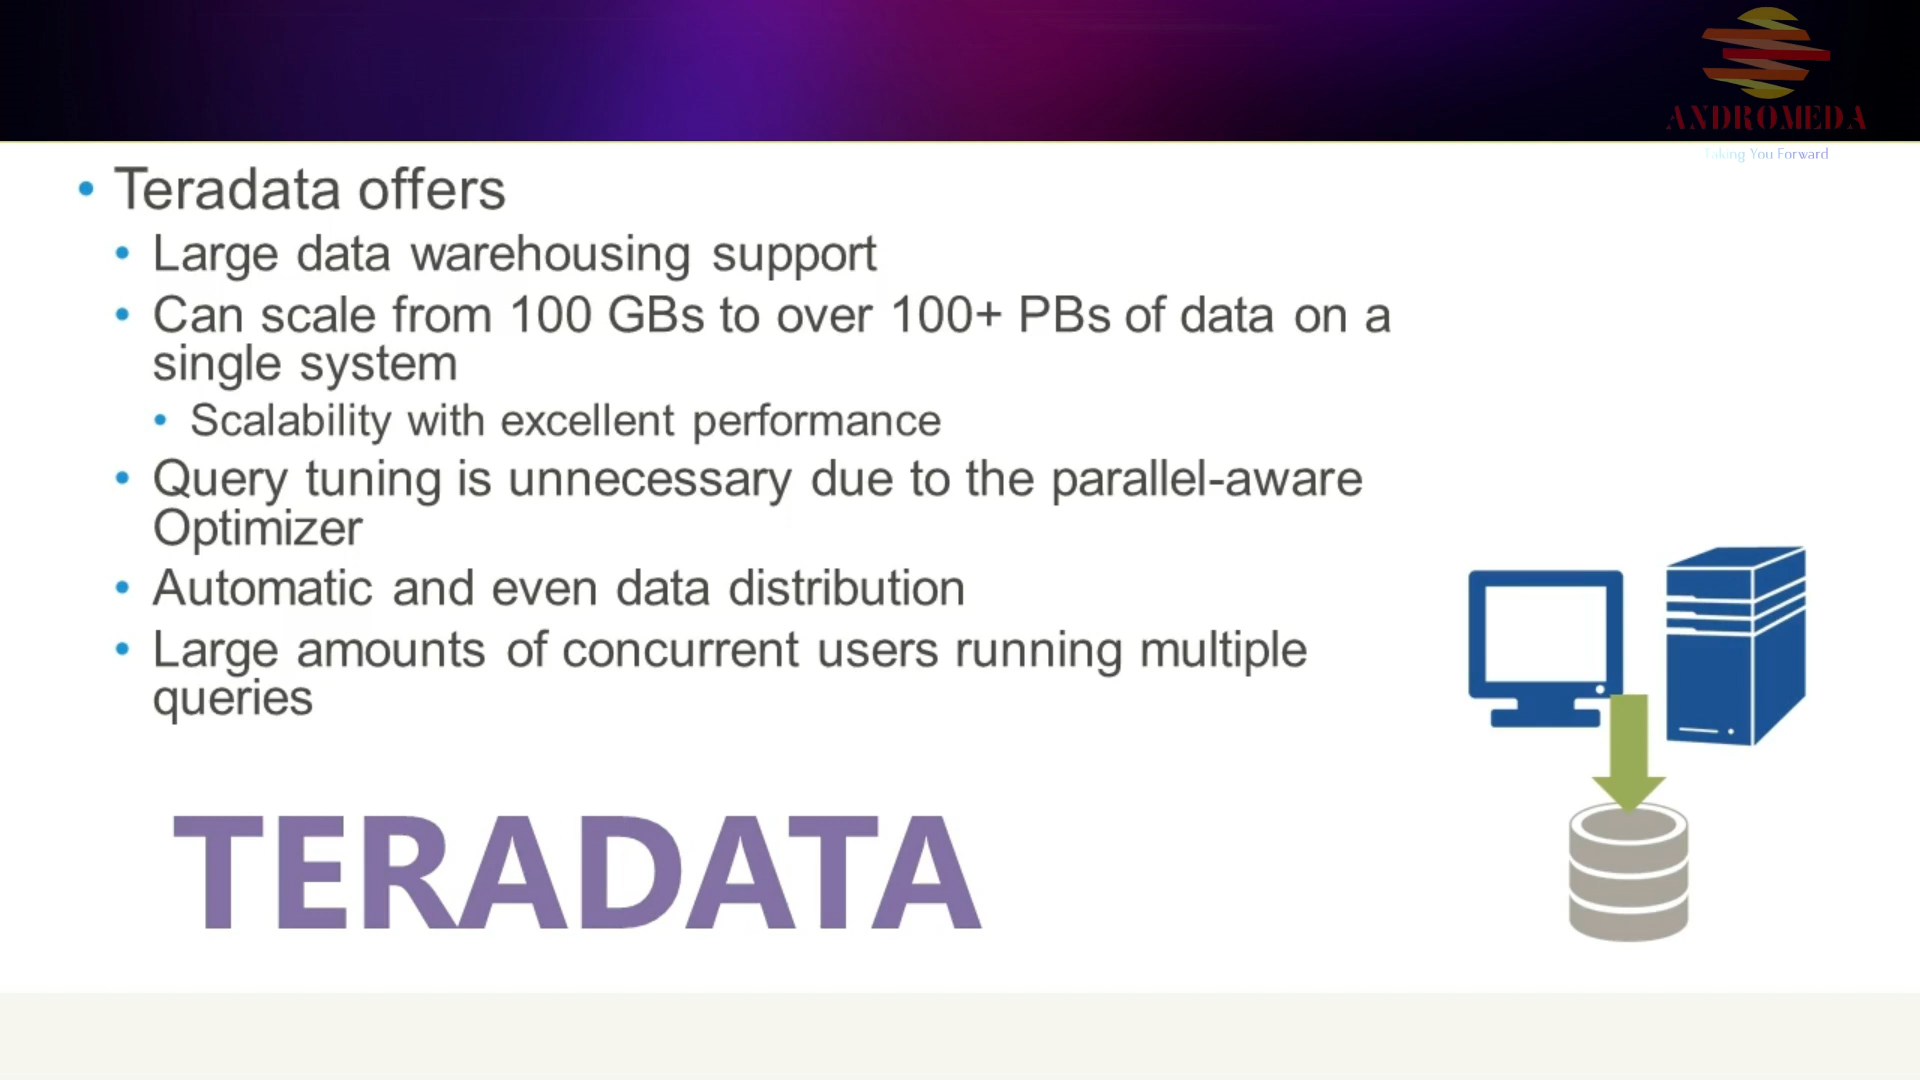 ANDROMEDA
Taking You Forward
• Teradata offers
• Large data warehousing support
• Can scale from 100 GBs to over 100+ PBs of data on a
single system
• Scalability with excellent performance
• Query tuning is unnecessary due to the parallel-aware
Optimizer
• Automatic and even data distribution
• Large amounts of concurrent users running multiple
queries
TERADATA